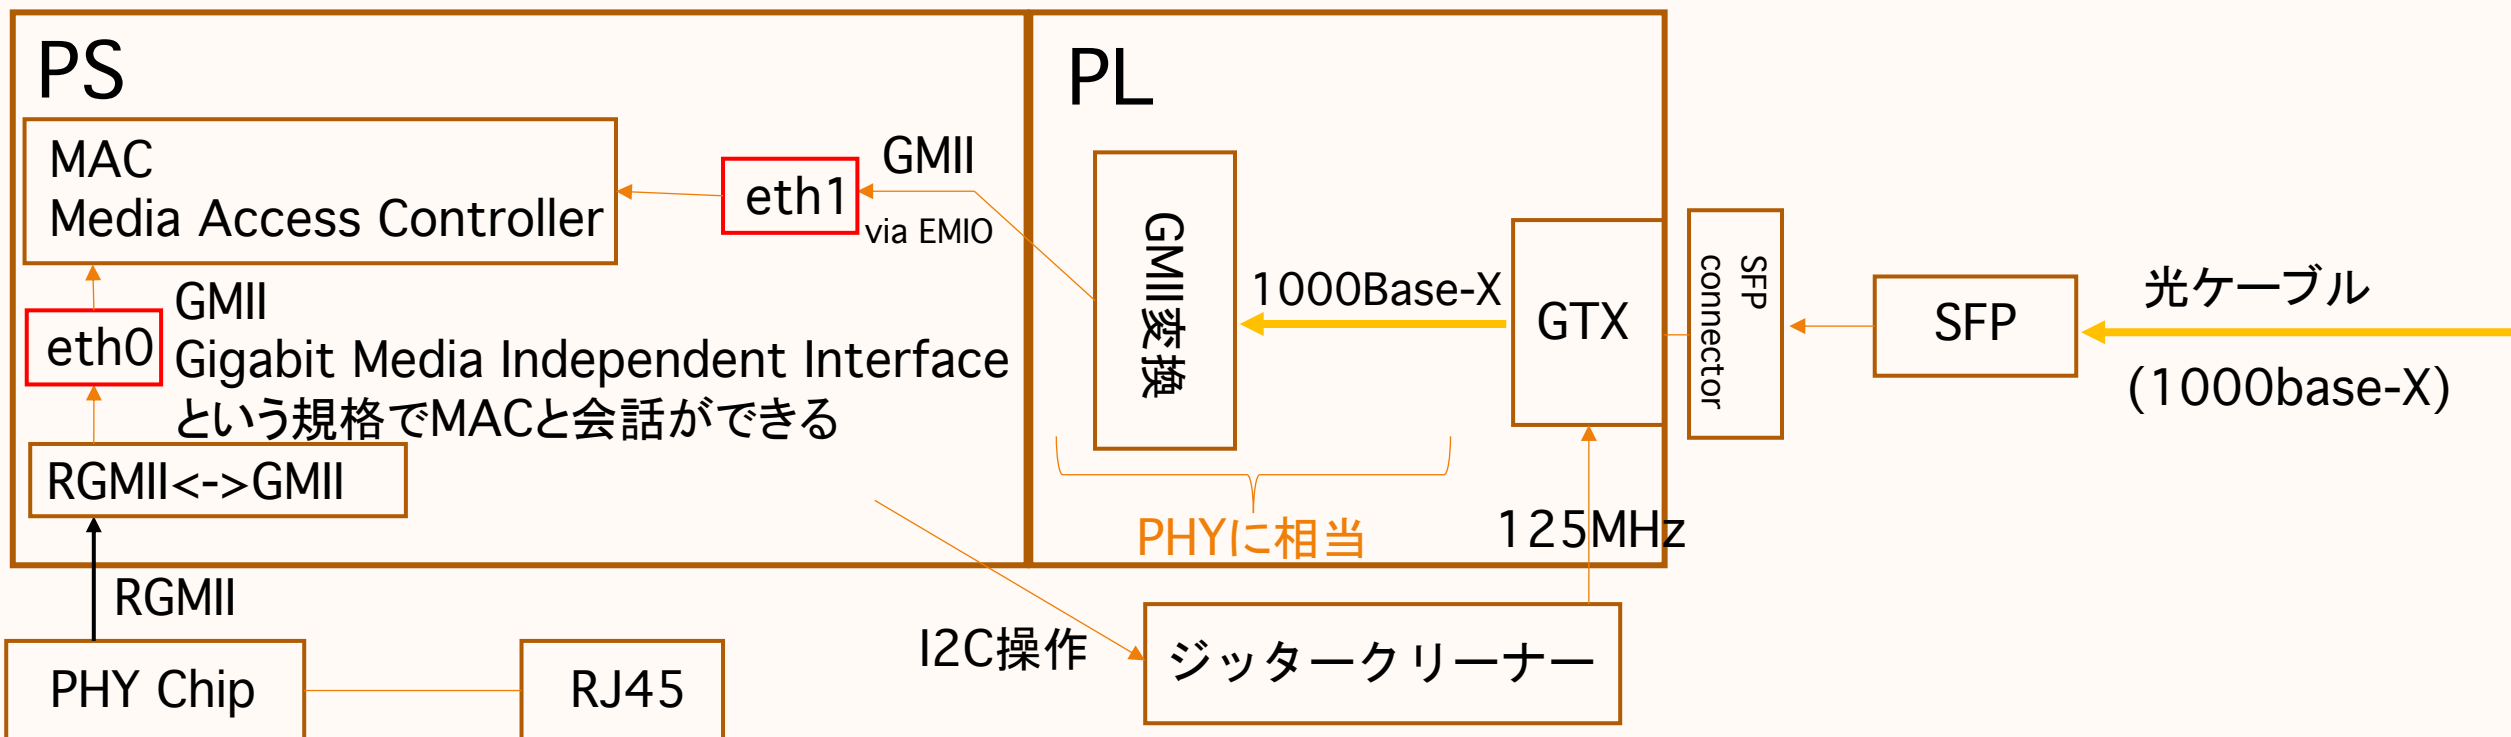 PS
MAC
Media Access Controller
eth1
GMII
via EMIO
eth0
GMII
Gigabit Media Independent Interface
という規格でMACと会話ができる
RGMII<->GMII
RGMII
PHY Chip
RJ45
PL
GMII変換
1000Base-X
GTX
PHYに相当
125MHz
I2C操作
ジッタークリーナー
SFP
connector
SFP
光ケーブル
(1000base-X)